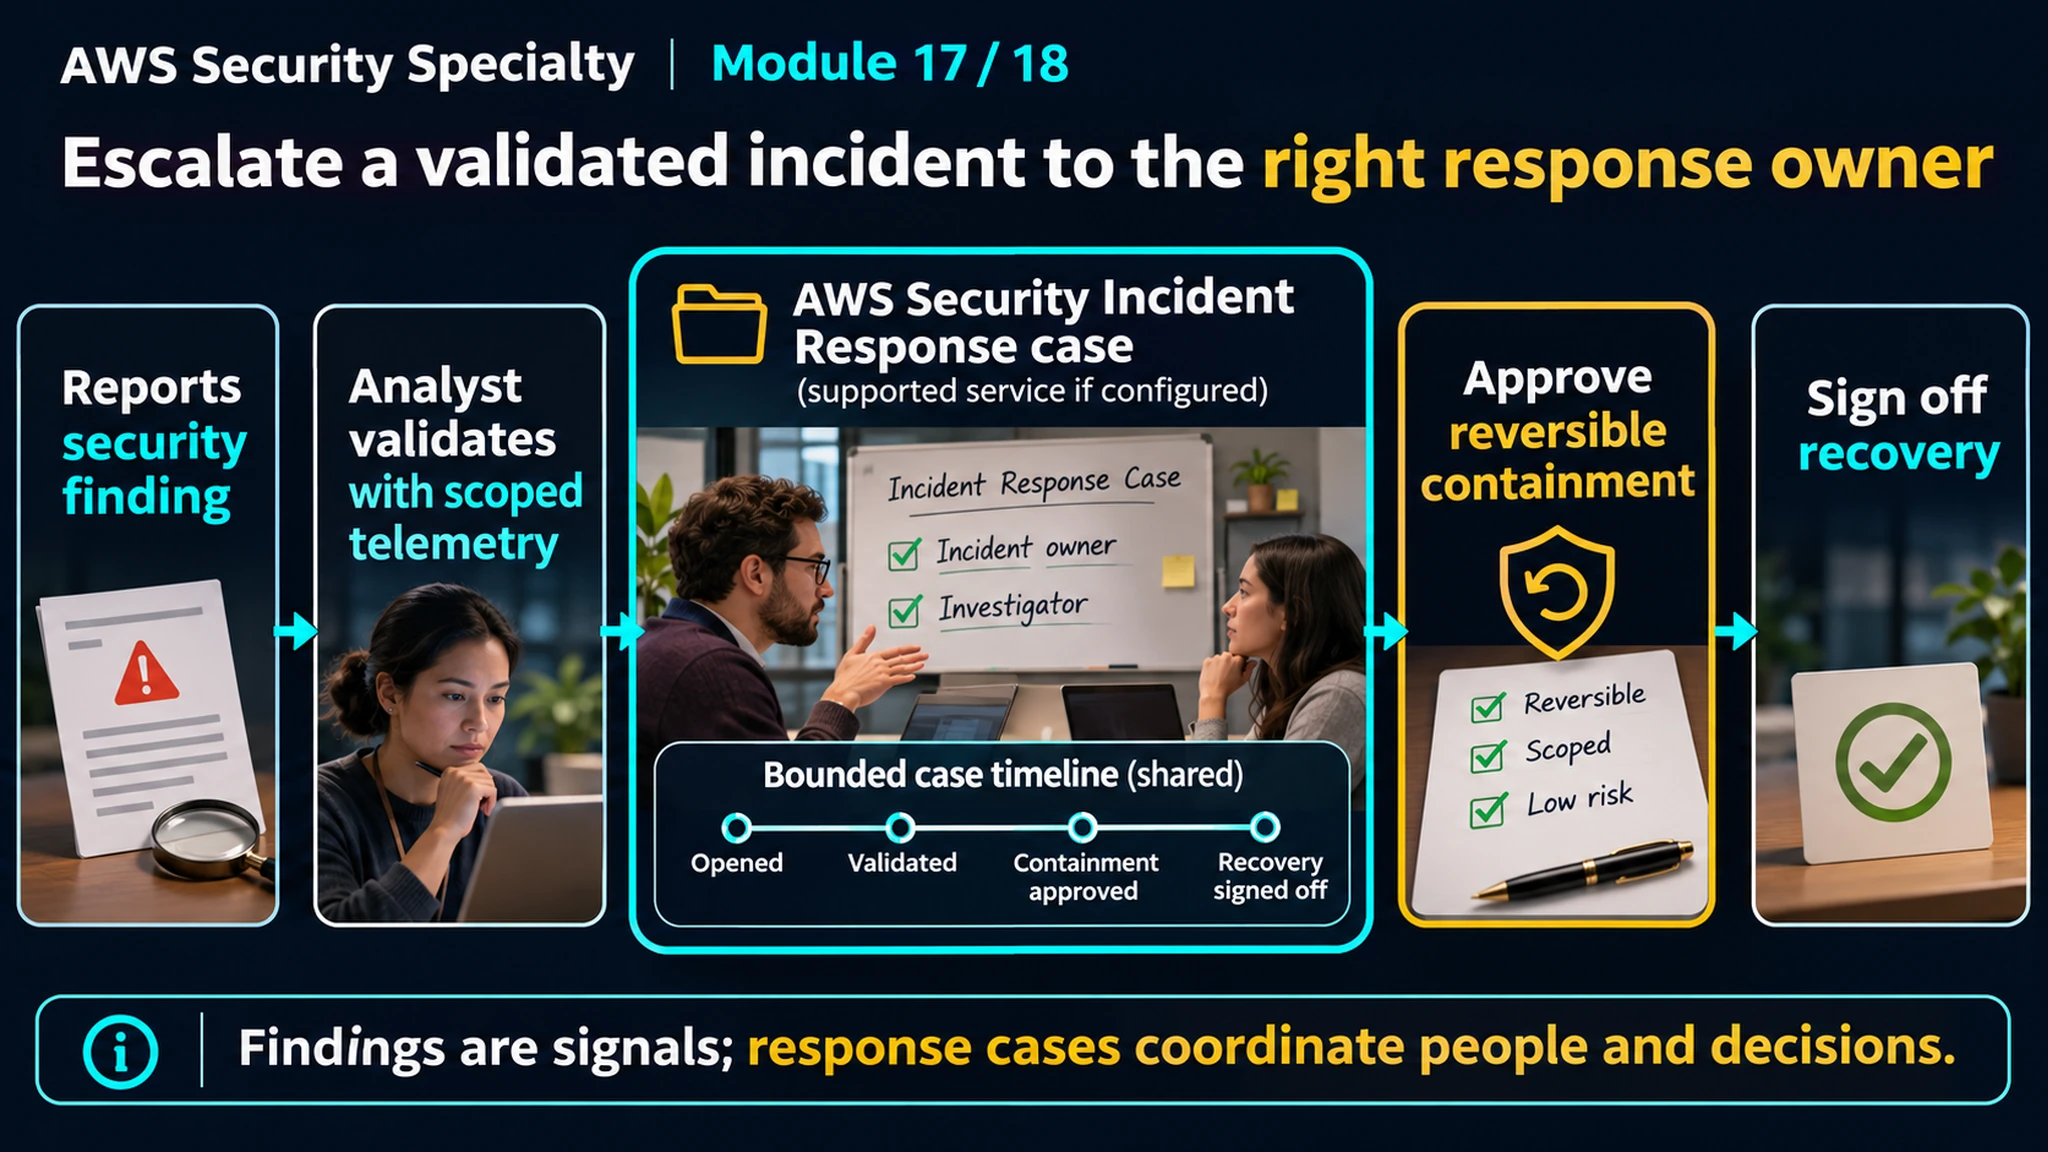 AWS Security Specialty | Module 17 / 18
Escalate a validated incident to the right response owner
Reports
security
finding
Analyst
validates
with scoped
telemetry
AWS Security Incident
Response case
(supported service if configured)
Incident Response Case
Incident owner
Investigator
Bounded case timeline (shared)
Opened
Validated
Containment
approved
Recovery
signed off
Approve
reversible
containment
Reversible
Scoped
Low risk
Sign off
recovery
Findings are signals; response cases coordinate people and decisions.